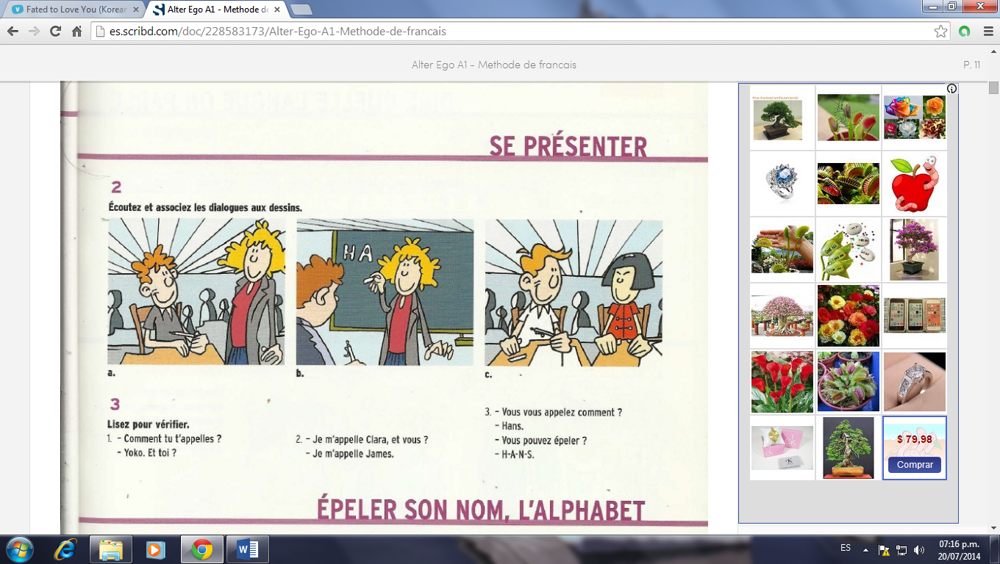 Fated to Love You (Korean
Alter Ego A1 - Methode de
es.scribd.com/doc/228583173/Alter-Ego-A1-Methode-de-francais
Alter Ego A1 - Methode de francais
P. 11
SE PRÉSENTER
2
Écoutez et associez les dialogues aux dessins.
HA
a.
b.
c.
3
Lisez pour vérifier.
1. - Comment tu t'appelles ?
- Yoko. Et toi ?
2. - Je m'appelle Clara, et vous ?
- Je m'appelle James.
3. - Vous vous appelez comment ?
- Hans.
- Vous pouvez épeler ?
- H-A-N-S.
ÉPELER SON NOM, L'ALPHABET
$ 79,98
Comprar
ES
07:16 p.m.
20/07/2014